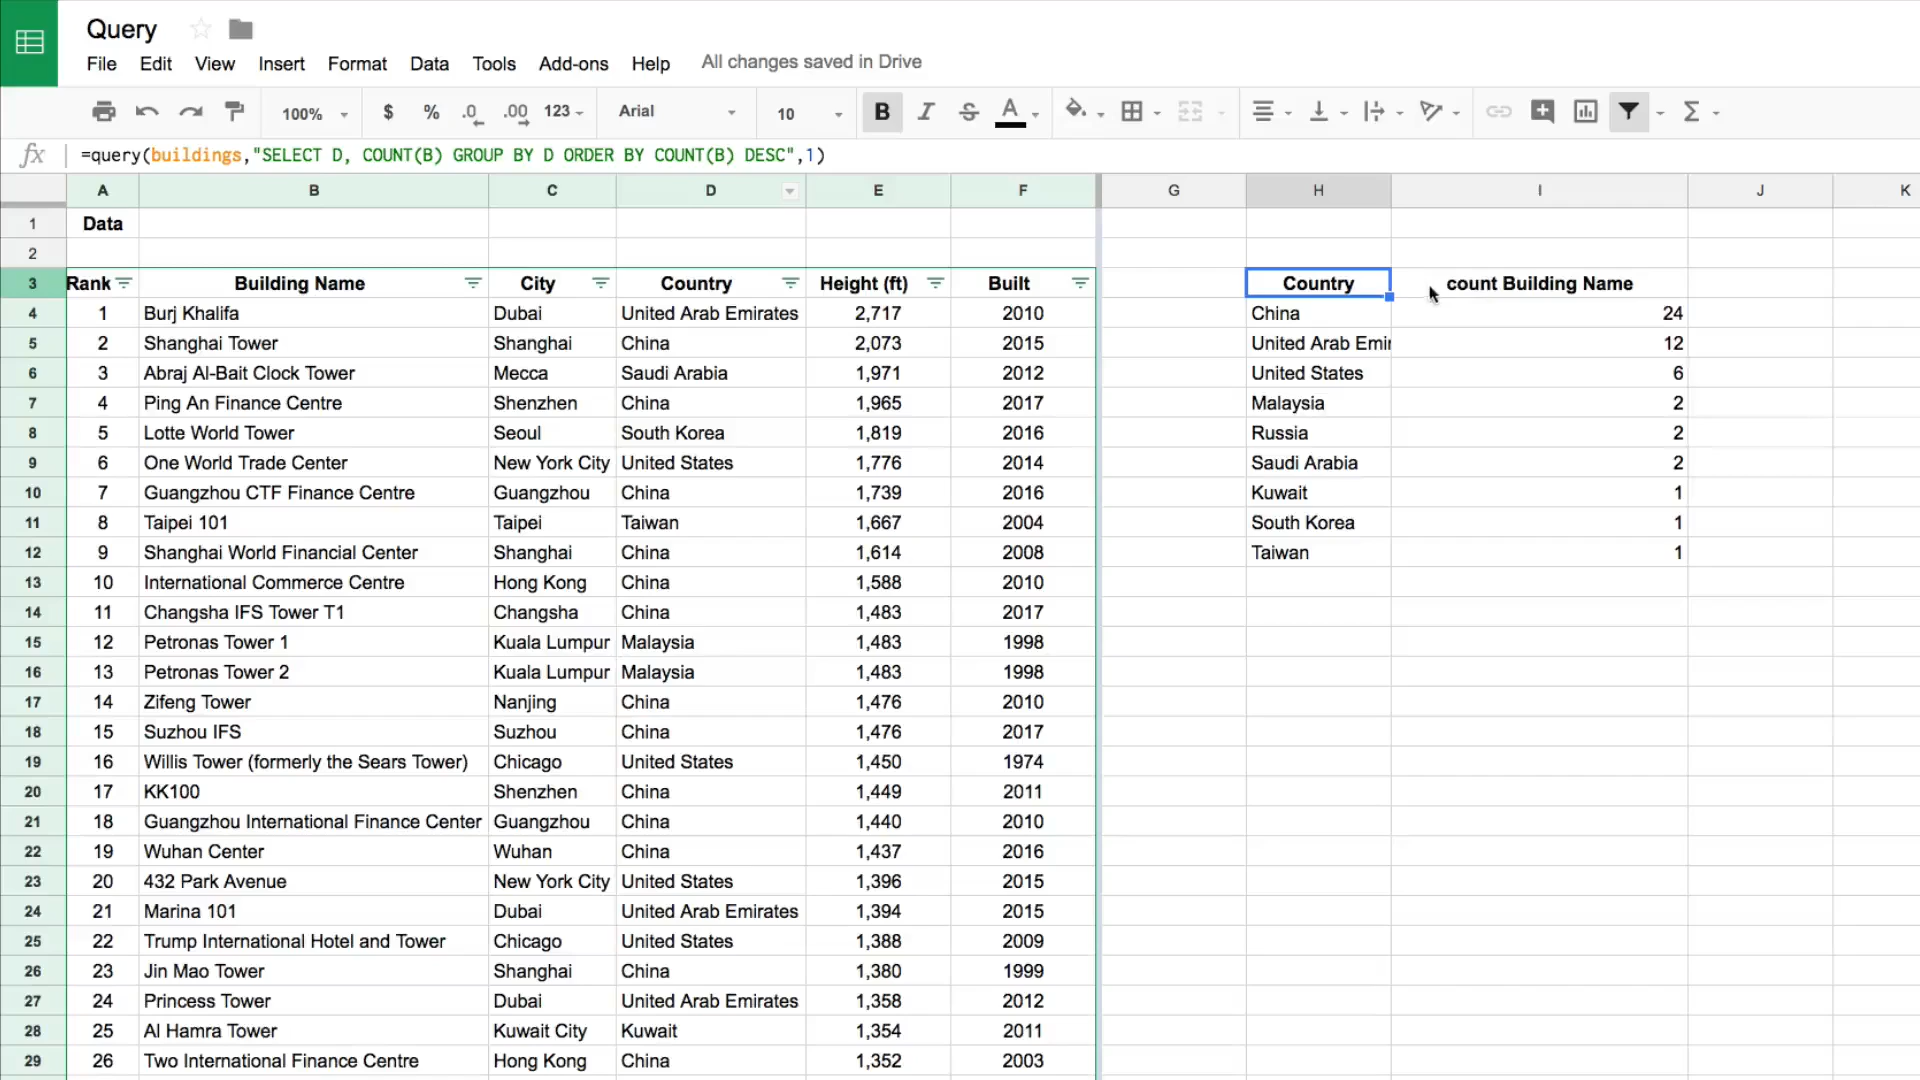 Query
File Edit View Insert Format Data Tools Add-ons Help All changes saved in Drive
100% $ % .0 .00 123 Arial 10 B I S A Σ
fx =query(buildings,"SELECT D, COUNT(B) GROUP BY D ORDER BY COUNT(B) DESC",1)
A B C D E F G H I J K
1 Data
2
3 Rank Building Name City Country Height (ft) Built Country count Building Name
4 1 Burj Khalifa Dubai United Arab Emirates 2,717 2010 China 24
5 2 Shanghai Tower Shanghai China 2,073 2015 United Arab Emir 12
6 3 Abraj Al-Bait Clock Tower Mecca Saudi Arabia 1,971 2012 United States 6
7 4 Ping An Finance Centre Shenzhen China 1,965 2017 Malaysia 2
8 5 Lotte World Tower Seoul South Korea 1,819 2016 Russia 2
9 6 One World Trade Center New York City United States 1,776 2014 Saudi Arabia 2
10 7 Guangzhou CTF Finance Centre Guangzhou China 1,739 2016 Kuwait 1
11 8 Taipei 101 Taipei Taiwan 1,667 2004 South Korea 1
12 9 Shanghai World Financial Center Shanghai China 1,614 2008 Taiwan 1
13 10 International Commerce Centre Hong Kong China 1,588 2010
14 11 Changsha IFS Tower T1 Changsha China 1,483 2017
15 12 Petronas Tower 1 Kuala Lumpur Malaysia 1,483 1998
16 13 Petronas Tower 2 Kuala Lumpur Malaysia 1,483 1998
17 14 Zifeng Tower Nanjing China 1,476 2010
18 15 Suzhou IFS Suzhou China 1,476 2017
19 16 Willis Tower (formerly the Sears Tower) Chicago United States 1,450 1974
20 17 KK100 Shenzhen China 1,449 2011
21 18 Guangzhou International Finance Center Guangzhou China 1,440 2010
22 19 Wuhan Center Wuhan China 1,437 2016
23 20 432 Park Avenue New York City United States 1,396 2015
24 21 Marina 101 Dubai United Arab Emirates 1,394 2015
25 22 Trump International Hotel and Tower Chicago United States 1,388 2009
26 23 Jin Mao Tower Shanghai China 1,380 1999
27 24 Princess Tower Dubai United Arab Emirates 1,358 2012
28 25 Al Hamra Tower Kuwait City Kuwait 1,354 2011
29 26 Two International Finance Centre Hong Kong China 1,352 2003